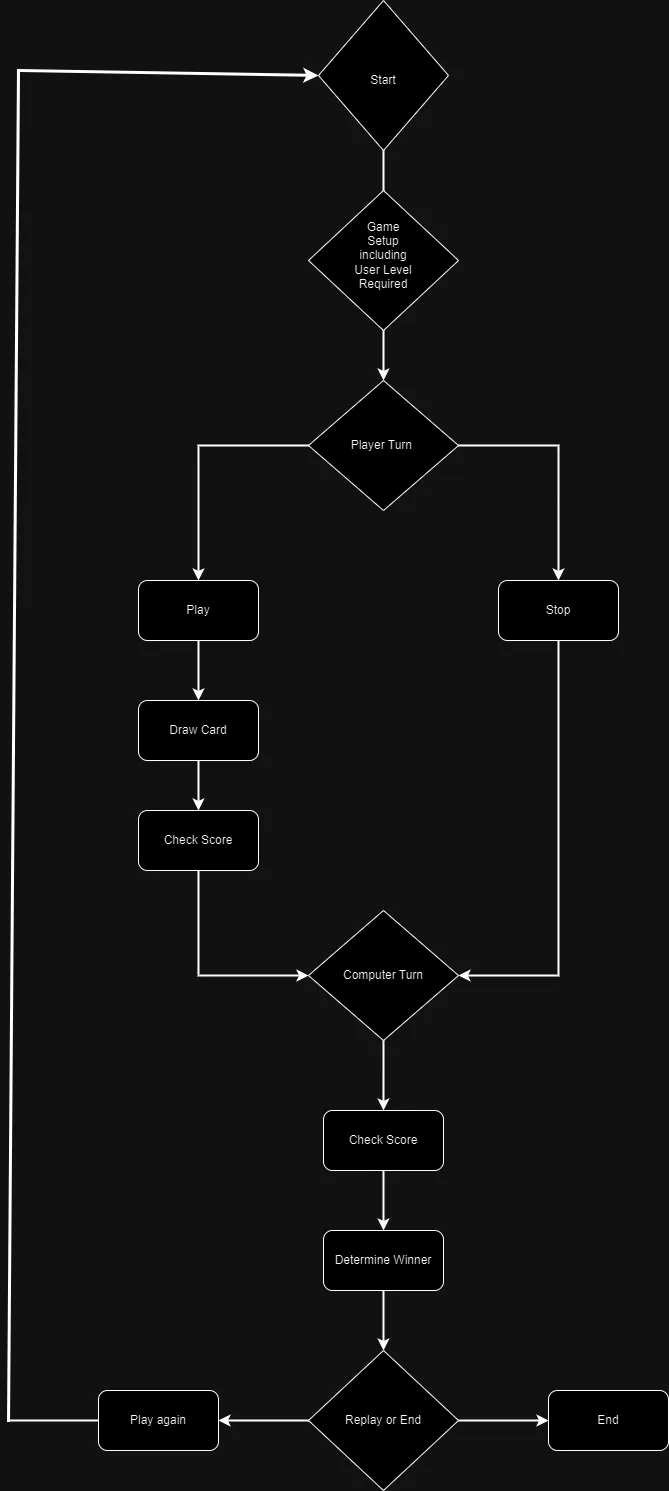 Start
Game
Setup
including
User Level
Required
Player Turn
Play
Stop
Draw Card
Check Score
Computer Turn
Check Score
Determine Winner
Play again
Replay or End
End